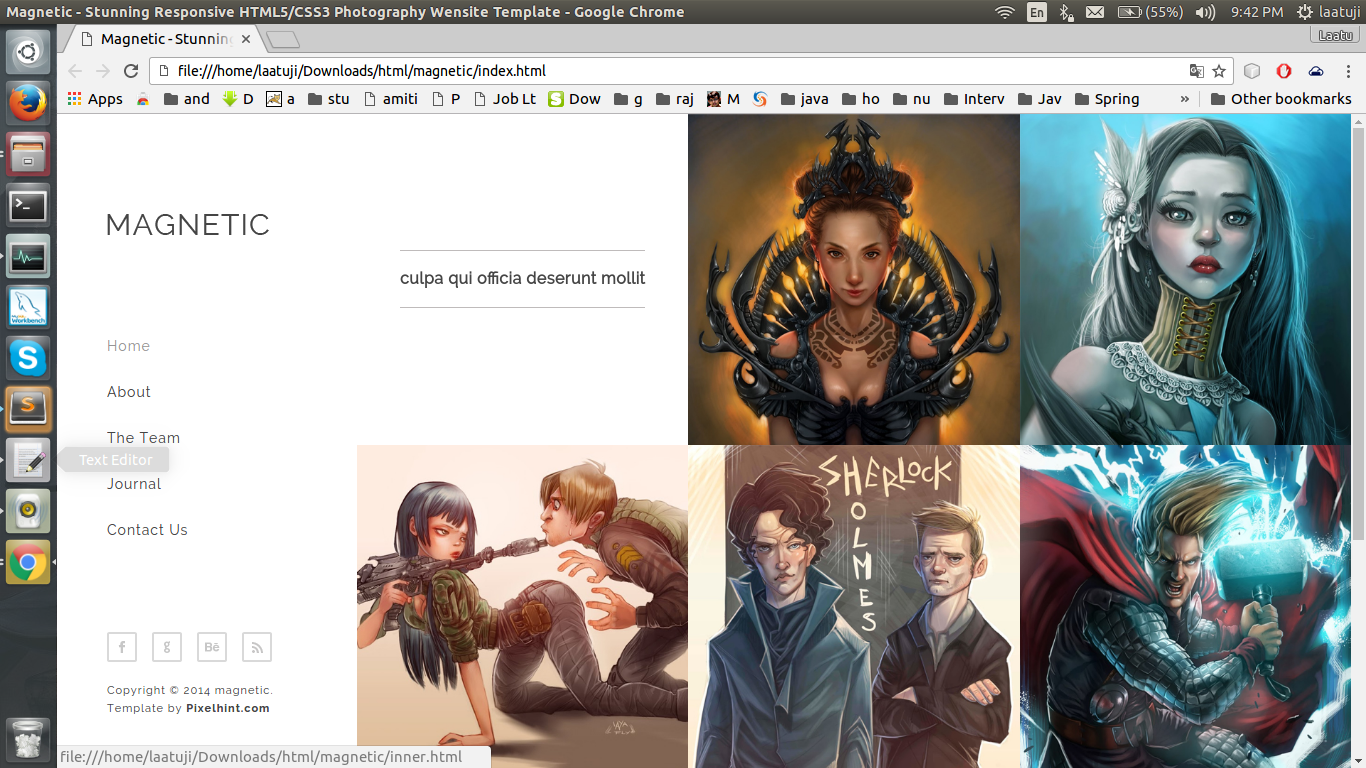 Magnetic - Stunning Responsive HTML5/CSS3 Photography Wensite Template - Google Chrome
En
(55%)
9:42 PM
laatuji
Magnetic - Stunning
Laatu
file:///home/laatuji/Downloads/html/magnetic/index.html
Apps
and
D
a
stu
amiti
P
Job Lt
Dow
g
raj
M
java
ho
nu
Interv
Jav
Spring
»
Other bookmarks
MAGNETIC
culpa qui officia deserunt mollit
Home
About
The Team
Text Editor
Journal
Contact Us
SHERLOCK
HOLMES
f
g
Bē
Copyright © 2014 magnetic.
Template by Pixelhint.com
file:///home/laatuji/Downloads/html/magnetic/inner.html
Workbench
S
S